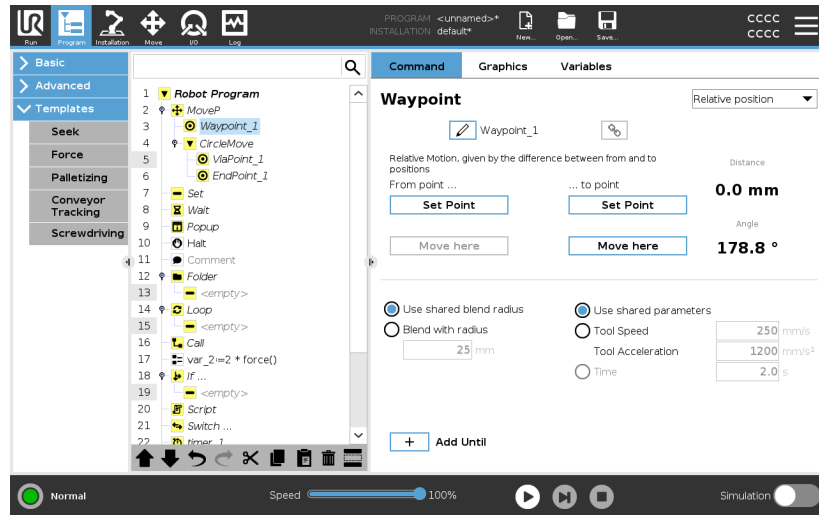 PROGRAM <unnamed>*
INSTALLATION default*
Run Program Installation Move I/O Log New... Open... Save...
cccc
cccc
Basic
Advanced
Templates
Seek
Force
Palletizing
Conveyor
Tracking
Screwdriving
1 Robot Program
2 MoveP
3 Waypoint_1
4 CircleMove
5 ViaPoint_1
6 EndPoint_1
7 Set
8 Wait
9 Popup
10 Halt
11 Comment
12 Folder
13 <empty>
14 Loop
15 <empty>
16 Call
17 var_2:=2 * force()
18 If ...
19 <empty>
20 Script
21 Switch ...
22 timer_1
Command Graphics Variables
Waypoint
Relative position
Waypoint_1
Relative Motion, given by the difference between from and to
positions
From point ... ... to point
Set Point Set Point
Move here Move here
Distance
0.0 mm
Angle
178.8 °
Use shared blend radius
Blend with radius
25 mm
Use shared parameters
Tool Speed 250 mm/s
Tool Acceleration 1200 mm/s²
Time 2.0 s
+ Add Until
Normal
Speed 100%
Simulation